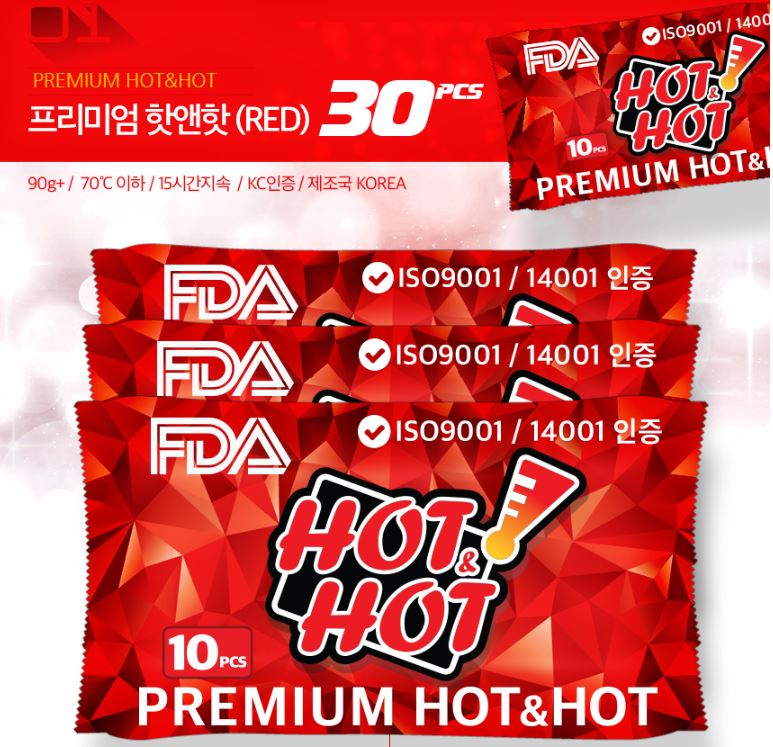 01
PREMIUM HOT&HOT
프리미엄 핫앤핫 (RED) 30PCS
90g+ / 70℃ 이하 / 15시간지속 / KC인증 / 제조국 KOREA
FDA
ISO9001 / 1400
HOT
&
HOT
10PCS
PREMIUM HOT&H
FDA
ISO9001 / 14001 인증
FDA
ISO9001 / 14001 인증
FDA
ISO9001 / 14001 인증
HOT
&
HOT
10PCS
PREMIUM HOT&HOT